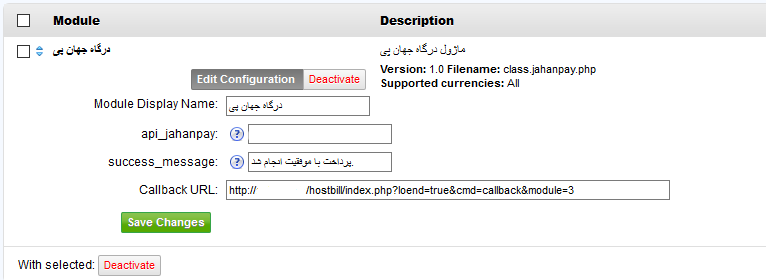 Module Description
درگاه جهان پی ماژول درگاه جهان پی
Edit Configuration Deactivate Version: 1.0 Filename: class.jahanpay.php
Supported currencies: All
Module Display Name: درگاه جهان پی
api_jahanpay: ?
success_message: ? پرداخت با موفقیت انجام شد.
Callback URL: http:// /hostbill/index.php?loend=true&cmd=callback&module=3
Save Changes
With selected: Deactivate